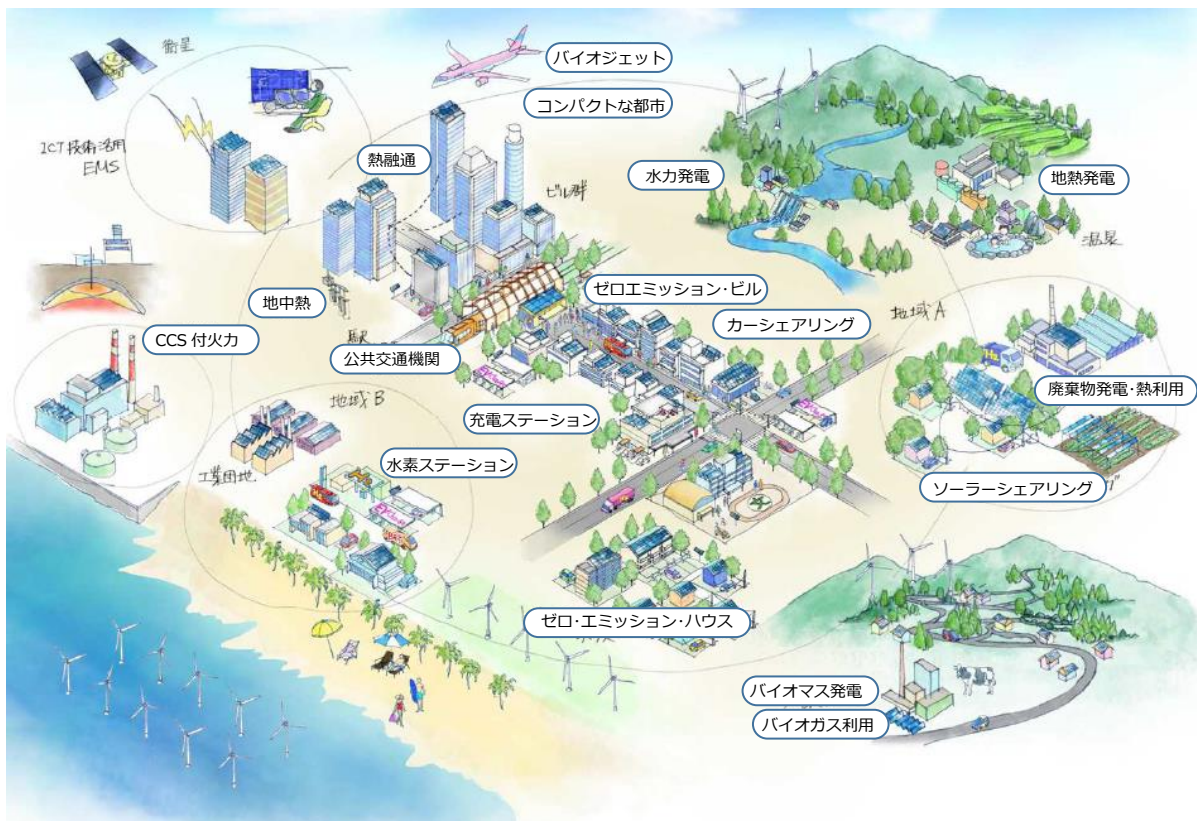 衛星
バイオジェット
コンパクトな都市
ICT技術活用
EMS
熱融通
ビル群
水力発電
地熱発電
温泉
地中熱
ゼロエミッション・ビル
カーシェアリング
地域A
CCS 付火力
駅
公共交通機関
廃棄物発電・熱利用
地域B
充電ステーション
水素ステーション
工業団地
ソーラーシェアリング
ゼロ・エミッション・ハウス
バイオマス発電
バイオガス利用